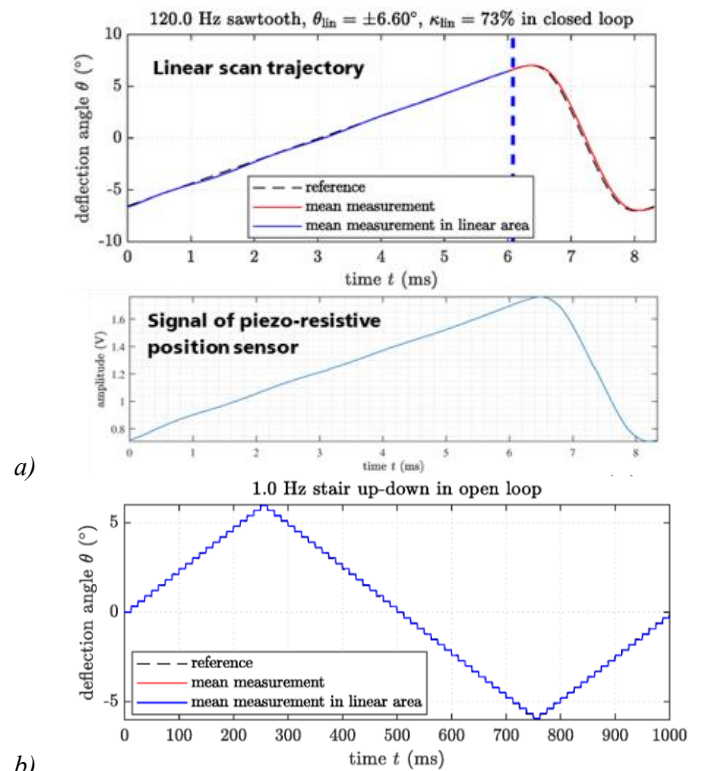 120.0 Hz sawtooth, θlin = ±6.60°, κlin = 73% in closed loop
10
5
0
-5
-10
deflection angle θ (°)
Linear scan trajectory
reference
mean measurement
mean measurement in linear area
0 1 2 3 4 5 6 7 8
time t (ms)
Signal of piezo-resistive
position sensor
1.6
1.4
1.2
1
0.8
amplitude (V)
0 1 2 3 4 5 6 7 8
time t (ms)
a)
1.0 Hz stair up-down in open loop
5
0
-5
deflection angle θ (°)
reference
mean measurement
mean measurement in linear area
0 100 200 300 400 500 600 700 800 900 1000
time t (ms)
b)